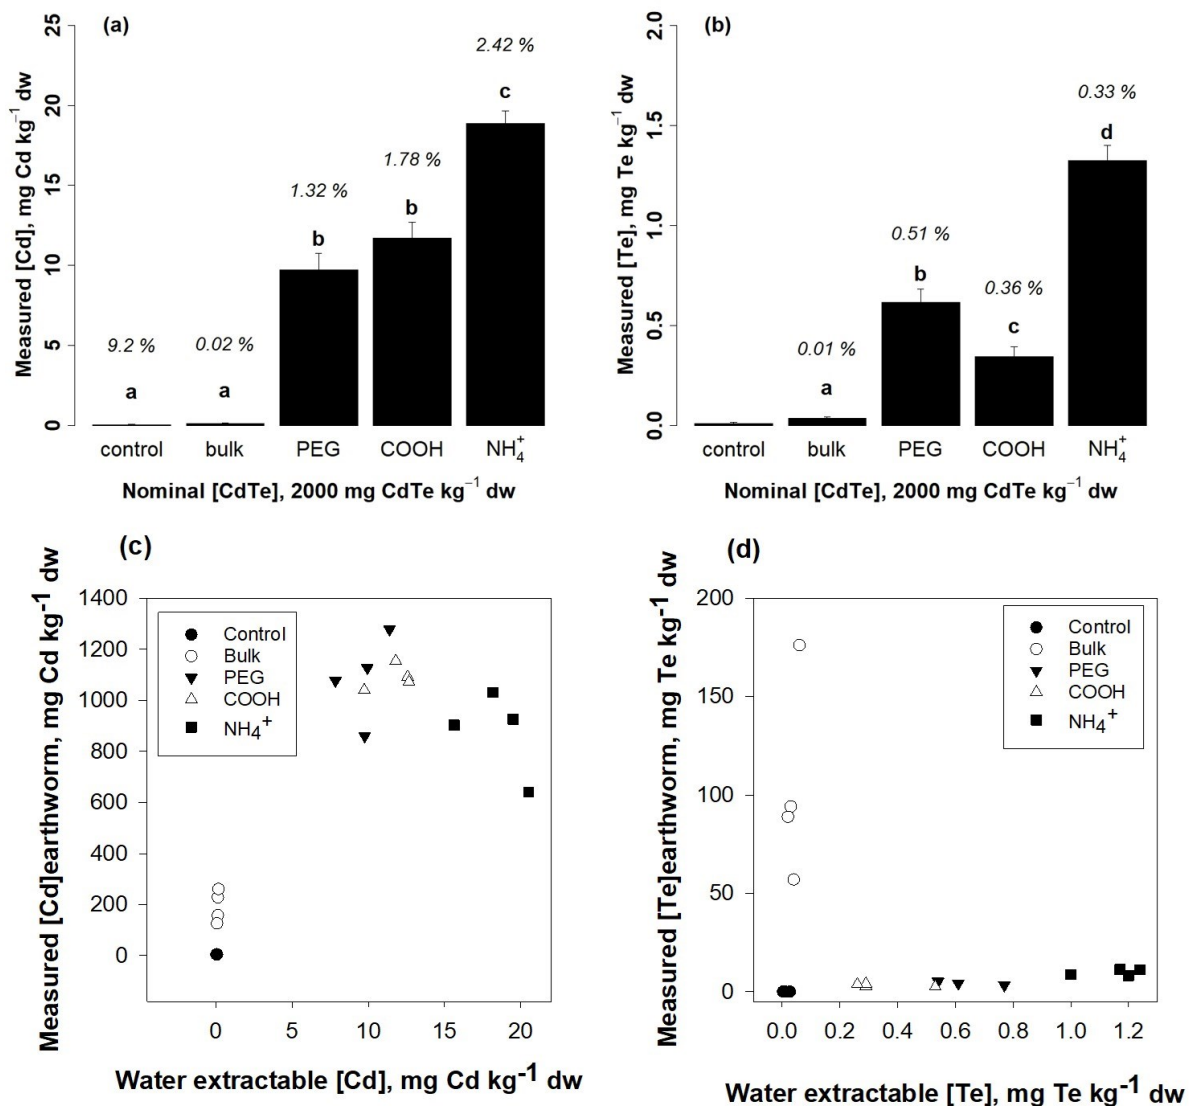 (a)
Measured [Cd], mg Cd kg⁻¹ dw
25
20
15
10
5
0
9.2 %
0.02 %
1.32 %
1.78 %
2.42 %
a
a
b
b
c
control
bulk
PEG
COOH
NH₄⁺
Nominal [CdTe], 2000 mg CdTe kg⁻¹ dw
(b)
Measured [Te], mg Te kg⁻¹ dw
2.0
1.5
1.0
0.5
0.0
0.01 %
0.51 %
0.36 %
0.33 %
a
b
c
d
control
bulk
PEG
COOH
NH₄⁺
Nominal [CdTe], 2000 mg CdTe kg⁻¹ dw
(c)
Measured [Cd]earthworm, mg Cd kg⁻¹ dw
1400
1200
1000
800
600
400
200
0
Control
Bulk
PEG
COOH
NH₄⁺
0
5
10
15
20
Water extractable [Cd], mg Cd kg⁻¹ dw
(d)
Measured [Te]earthworm, mg Te kg⁻¹ dw
200
150
100
50
0
Control
Bulk
PEG
COOH
NH₄⁺
0.0
0.2
0.4
0.6
0.8
1.0
1.2
Water extractable [Te], mg Te kg⁻¹ dw